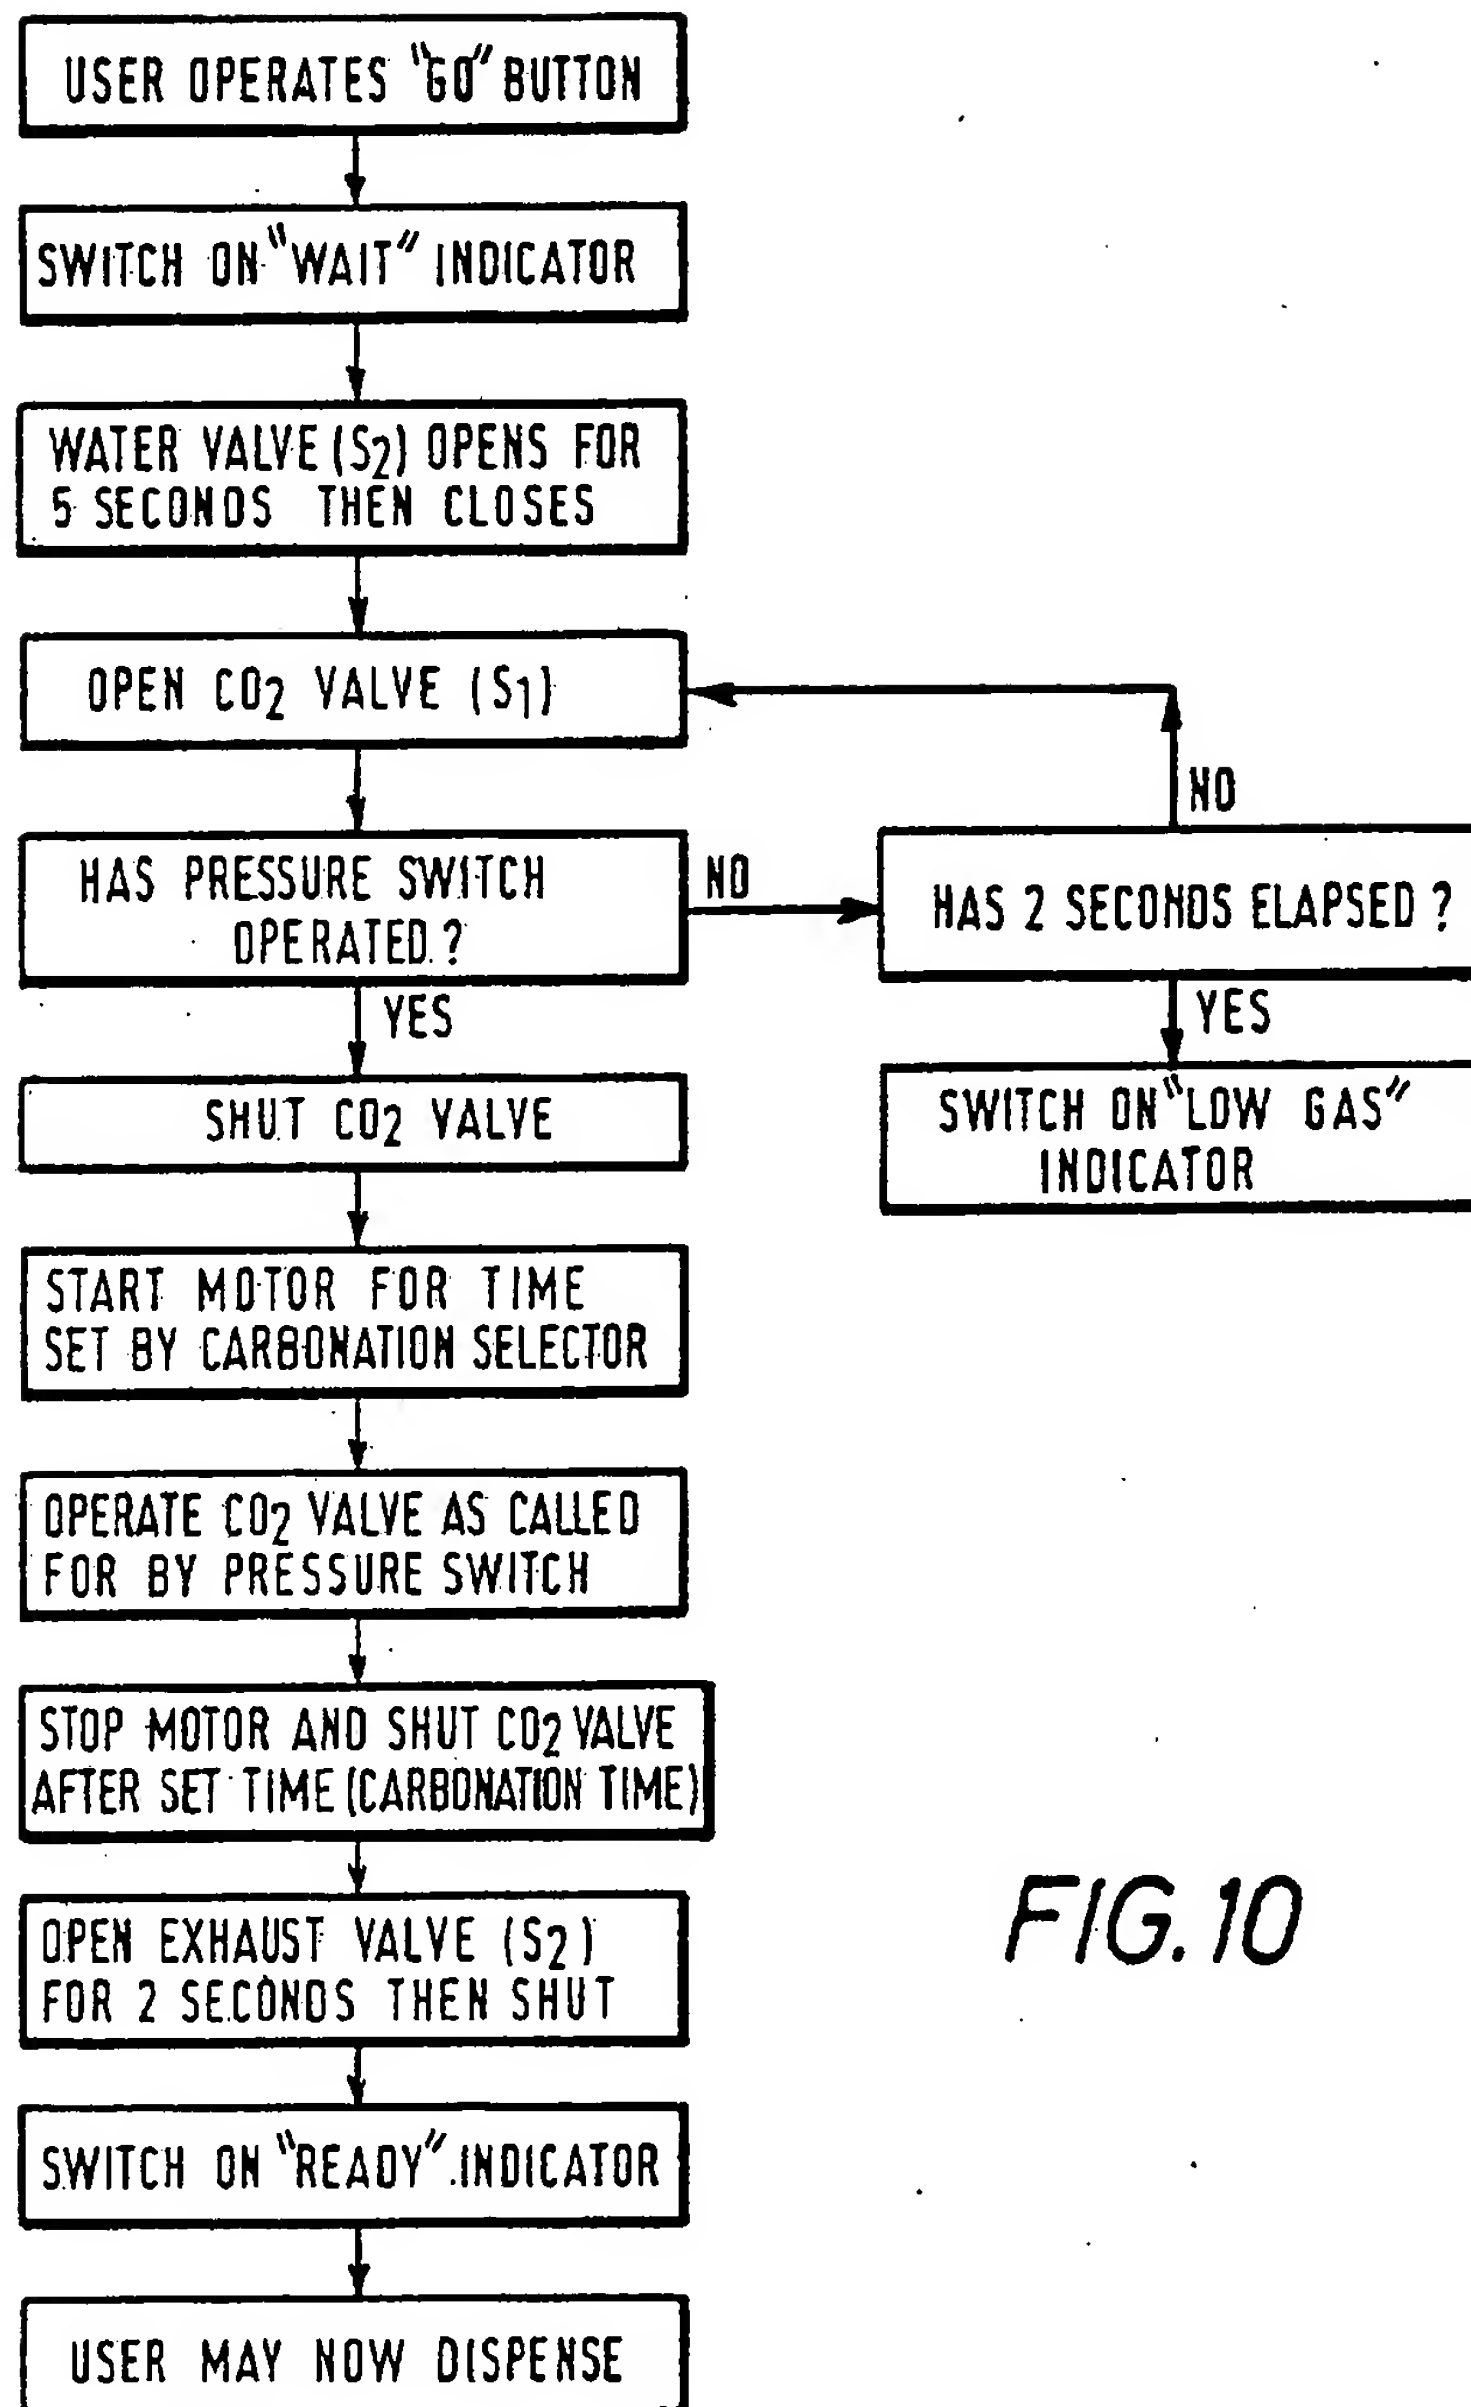 USER OPERATES "GO" BUTTON
SWITCH ON "WAIT" INDICATOR
WATER VALVE (S2) OPENS FOR
5 SECONDS THEN CLOSES
OPEN CO2 VALVE (S1)
NO
HAS PRESSURE SWITCH
OPERATED ?
NO
HAS 2 SECONDS ELAPSED ?
YES
YES
SHUT CO2 VALVE
SWITCH ON "LOW GAS"
INDICATOR
START MOTOR FOR TIME
SET BY CARBONATION SELECTOR
OPERATE CO2 VALVE AS CALLED
FOR BY PRESSURE SWITCH
STOP MOTOR AND SHUT CO2 VALVE
AFTER SET TIME (CARBONATION TIME)
OPEN EXHAUST VALVE (S2)
FOR 2 SECONDS THEN SHUT
SWITCH ON "READY" INDICATOR
USER MAY NOW DISPENSE
FIG. 10